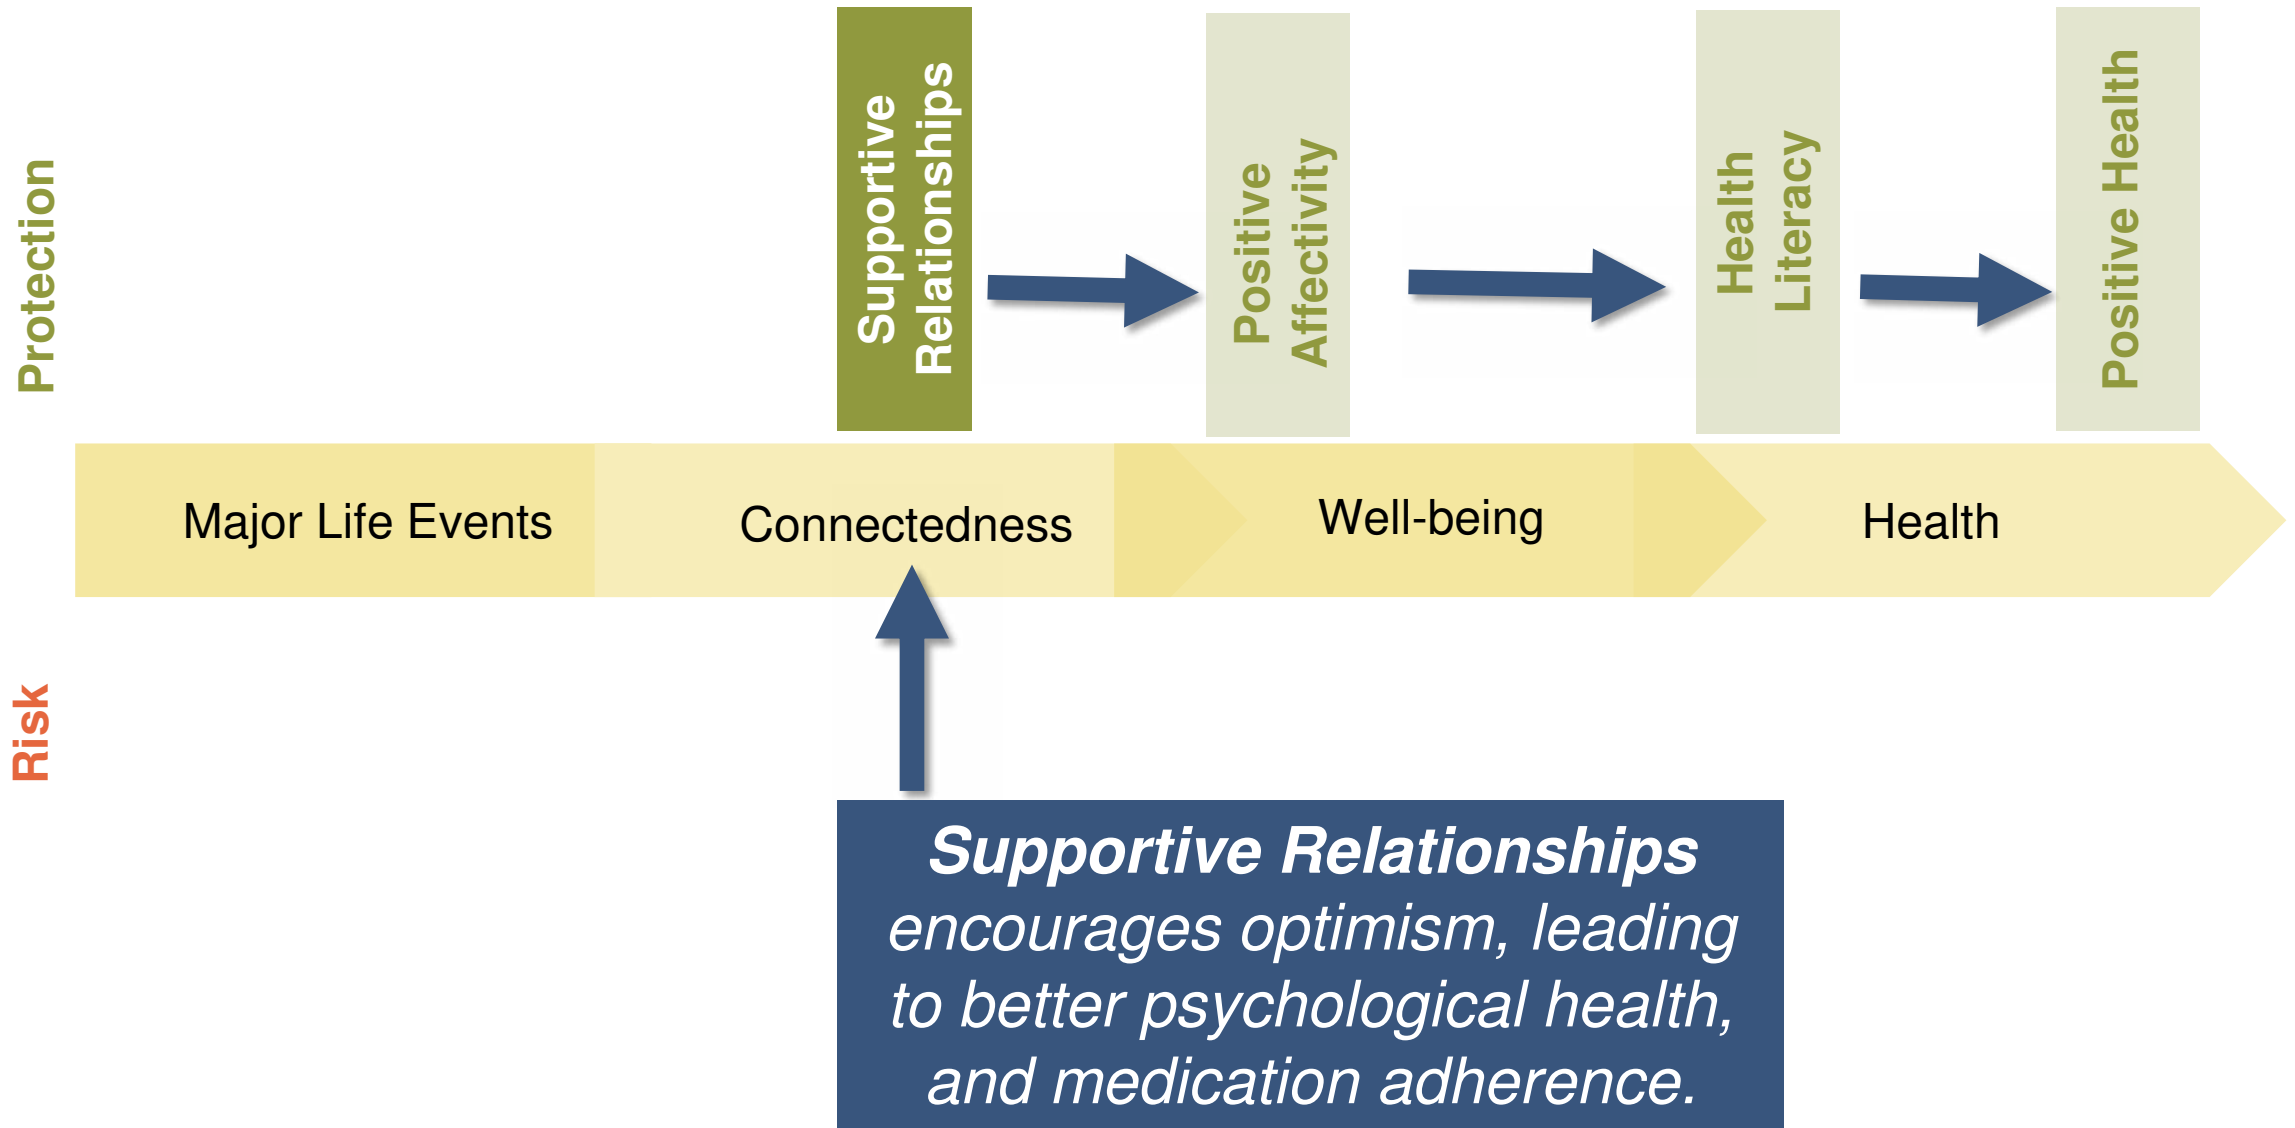 Protection
Supportive
Relationships
Positive
Affectivity
Health
Literacy
Positive Health
Major Life Events
Connectedness
Well-being
Health
Risk
Supportive Relationships
encourages optimism, leading
to better psychological health,
and medication adherence.